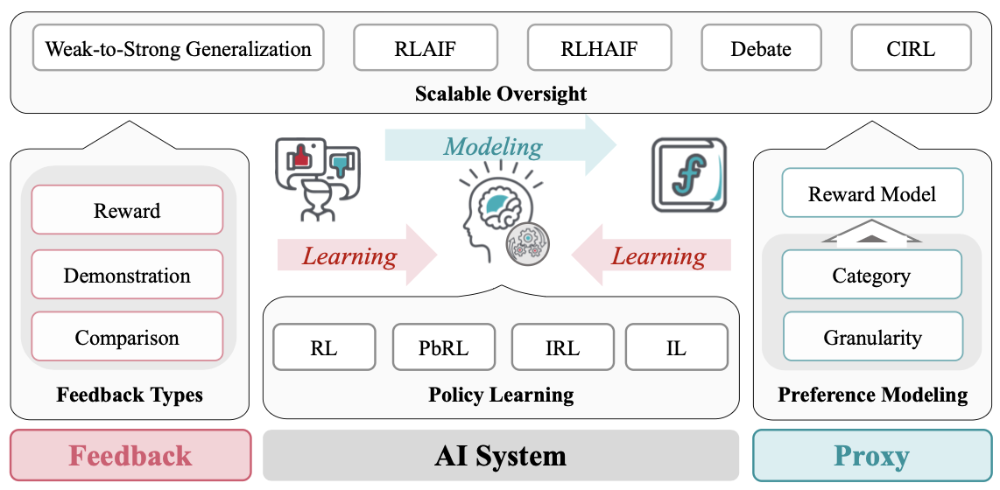 Weak-to-Strong Generalization
RLAIF
RLHAIF
Debate
CIRL
Scalable Oversight
Modeling
Learning
Learning
Reward
Demonstration
Comparison
Feedback Types
RL
PbRL
IRL
IL
Policy Learning
Reward Model
Category
Granularity
Preference Modeling
Feedback
AI System
Proxy